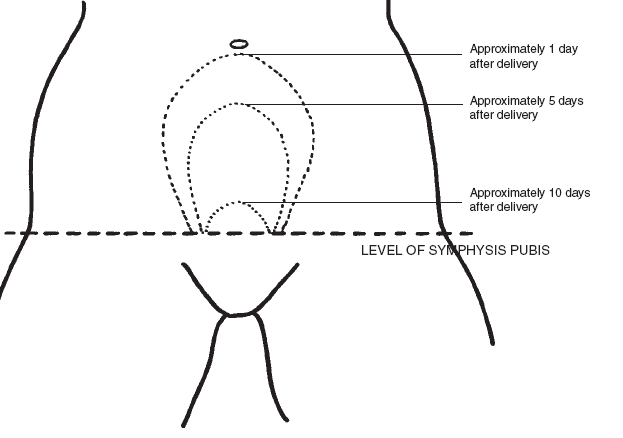 Approximately 1 day
after delivery
Approximately 5 days
after delivery
Approximately 10 days
after delivery
LEVEL OF SYMPHYSIS PUBIS